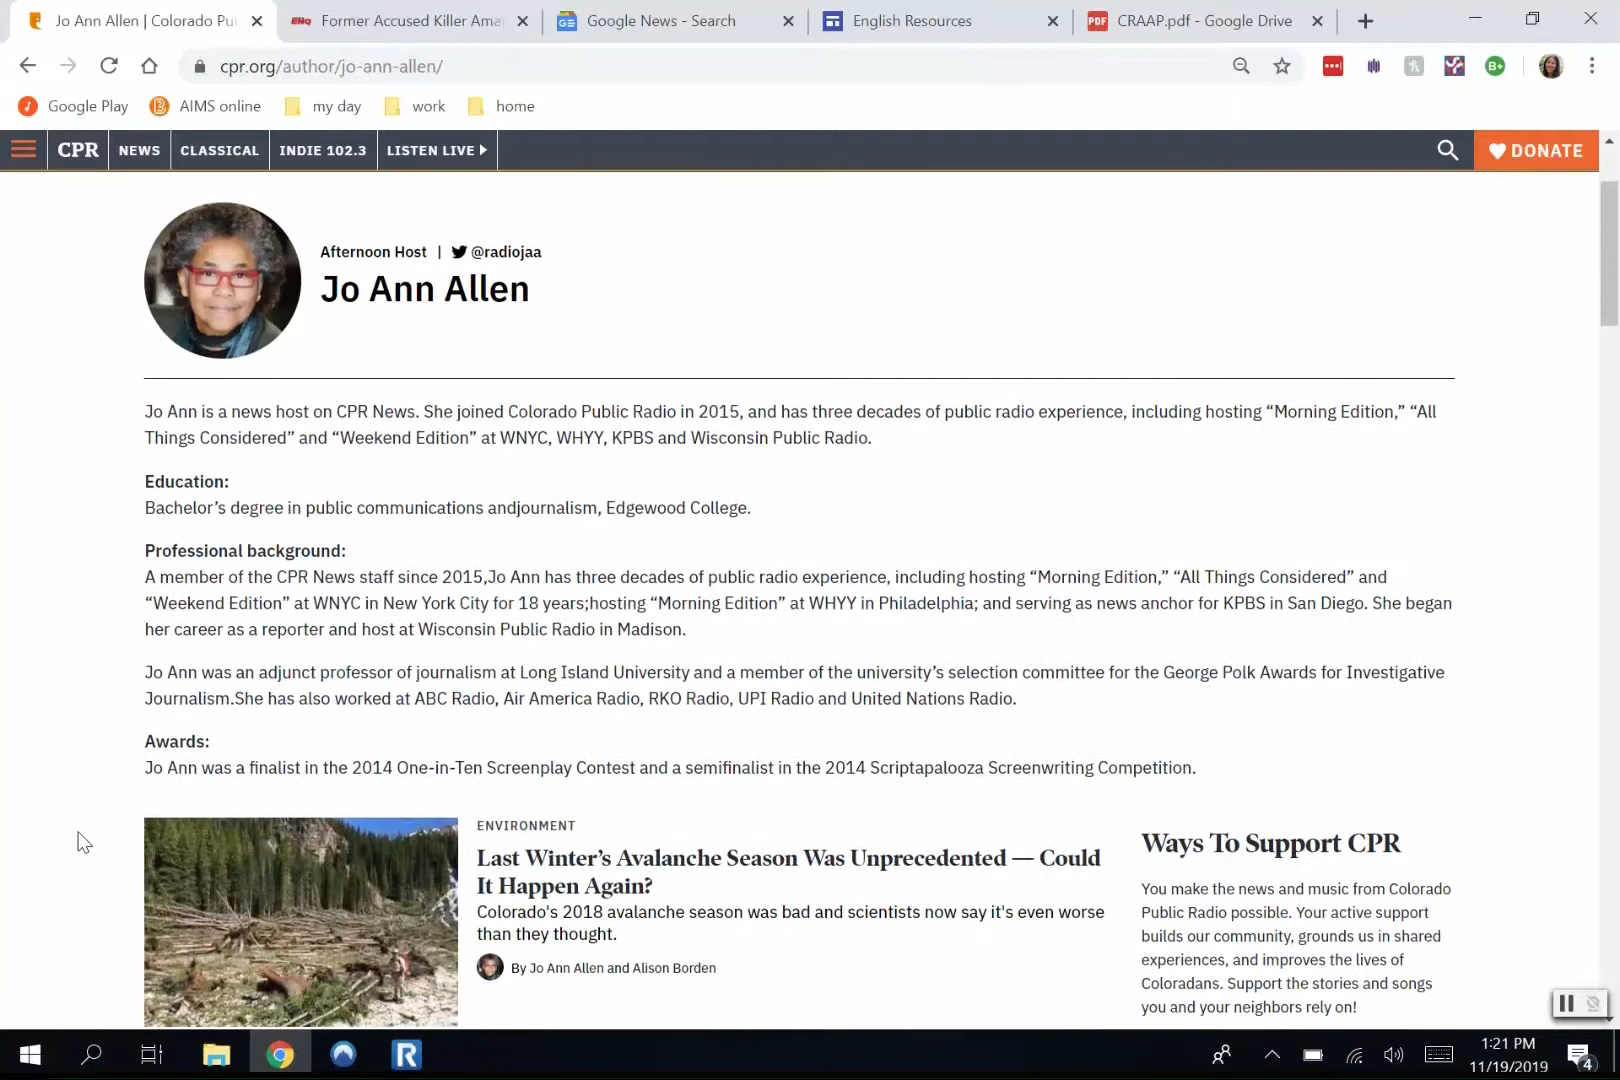 Jo Ann Allen | Colorado Pu
ENQ Former Accused Killer Ama
Google News - Search
English Resources
PDF CRAAP.pdf - Google Drive
cpr.org/author/jo-ann-allen/
Google Play AIMS online my day work home
CPR NEWS CLASSICAL INDIE 102.3 LISTEN LIVE DONATE
Afternoon Host | @radiojaa
Jo Ann Allen
Jo Ann is a news host on CPR News. She joined Colorado Public Radio in 2015, and has three decades of public radio experience, including hosting “Morning Edition,” “All
Things Considered” and “Weekend Edition” at WNYC, WHYY, KPBS and Wisconsin Public Radio.
Education:
Bachelor’s degree in public communications andjournalism, Edgewood College.
Professional background:
A member of the CPR News staff since 2015,Jo Ann has three decades of public radio experience, including hosting “Morning Edition,” “All Things Considered” and
“Weekend Edition” at WNYC in New York City for 18 years;hosting “Morning Edition” at WHYY in Philadelphia; and serving as news anchor for KPBS in San Diego. She began
her career as a reporter and host at Wisconsin Public Radio in Madison.
Jo Ann was an adjunct professor of journalism at Long Island University and a member of the university’s selection committee for the George Polk Awards for Investigative
Journalism.She has also worked at ABC Radio, Air America Radio, RKO Radio, UPI Radio and United Nations Radio.
Awards:
Jo Ann was a finalist in the 2014 One-in-Ten Screenplay Contest and a semifinalist in the 2014 Scriptapalooza Screenwriting Competition.
ENVIRONMENT
Last Winter’s Avalanche Season Was Unprecedented — Could
It Happen Again?
Colorado's 2018 avalanche season was bad and scientists now say it's even worse
than they thought.
By Jo Ann Allen and Alison Borden
Ways To Support CPR
You make the news and music from Colorado
Public Radio possible. Your active support
builds our community, grounds us in shared
experiences, and improves the lives of
Coloradans. Support the stories and songs
you and your neighbors rely on!
R
1:21 PM
11/19/2019
4